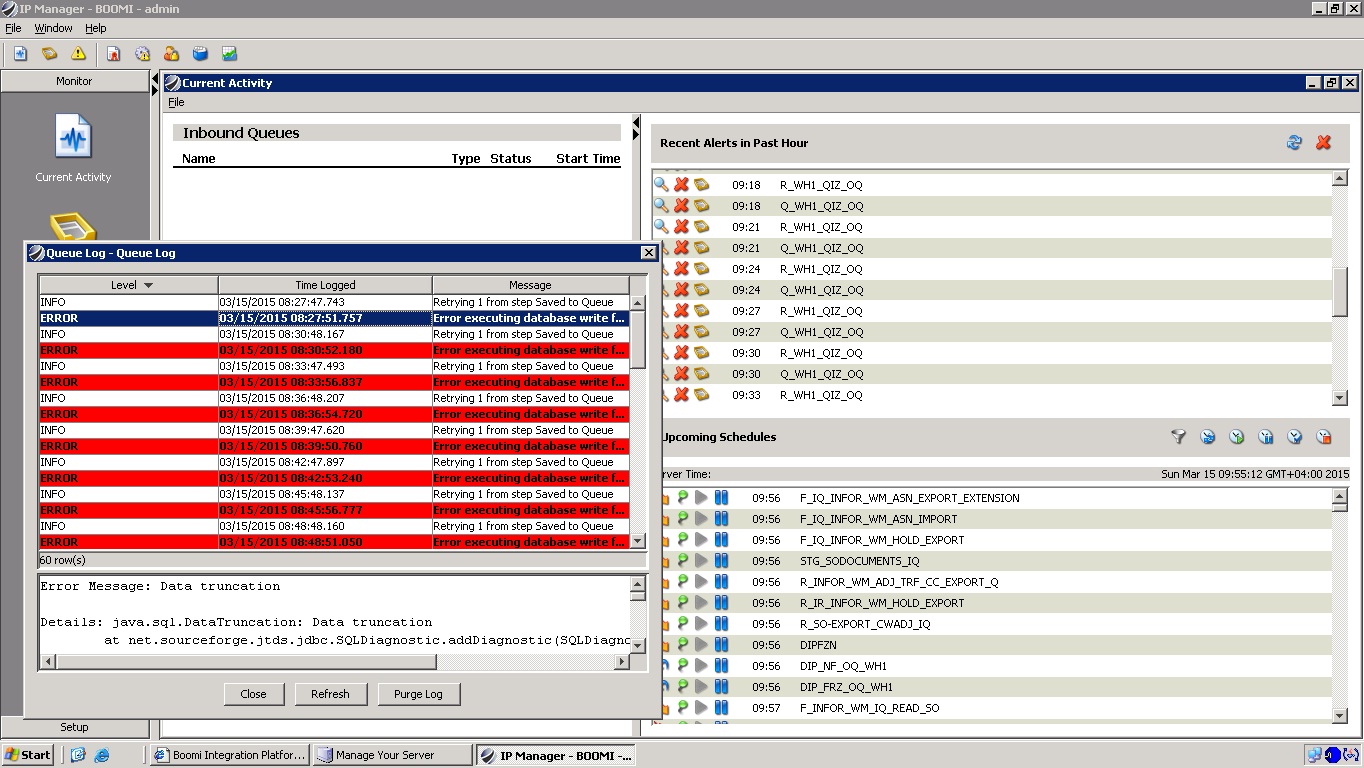 IP Manager - BOOMI - admin
File Window Help
Monitor
Current Activity
Setup
Current Activity
File
Inbound Queues
Name Type Status Start Time
Recent Alerts in Past Hour
09:18 R_WH1_QIZ_OQ
09:18 Q_WH1_QIZ_OQ
09:21 R_WH1_QIZ_OQ
09:21 Q_WH1_QIZ_OQ
09:24 R_WH1_QIZ_OQ
09:24 Q_WH1_QIZ_OQ
09:27 R_WH1_QIZ_OQ
09:27 Q_WH1_QIZ_OQ
09:30 R_WH1_QIZ_OQ
09:30 Q_WH1_QIZ_OQ
09:33 R_WH1_QIZ_OQ
Upcoming Schedules
rver Time: Sun Mar 15 09:55:12 GMT+04:00 2015
09:56 F_IQ_INFOR_WM_ASN_EXPORT_EXTENSION
09:56 F_IQ_INFOR_WM_ASN_IMPORT
09:56 F_IQ_INFOR_WM_HOLD_EXPORT
09:56 STG_SODOCUMENTS_IQ
09:56 R_INFOR_WM_ADJ_TRF_CC_EXPORT_Q
09:56 R_IR_INFOR_WM_HOLD_EXPORT
09:56 R_SO-EXPORT_CWADJ_IQ
09:56 DIPFZN
09:56 DIP_NF_OQ_WH1
09:56 DIP_FRZ_OQ_WH1
09:57 F_INFOR_WM_IQ_READ_SO
Queue Log - Queue Log
Level Time Logged Message
INFO 03/15/2015 08:27:47.743 Retrying 1 from step Saved to Queue
ERROR 03/15/2015 08:27:51.757 Error executing database write f...
INFO 03/15/2015 08:30:48.167 Retrying 1 from step Saved to Queue
ERROR 03/15/2015 08:30:52.180 Error executing database write f...
INFO 03/15/2015 08:33:47.493 Retrying 1 from step Saved to Queue
ERROR 03/15/2015 08:33:56.837 Error executing database write f...
INFO 03/15/2015 08:36:48.207 Retrying 1 from step Saved to Queue
ERROR 03/15/2015 08:36:54.720 Error executing database write f...
INFO 03/15/2015 08:39:47.620 Retrying 1 from step Saved to Queue
ERROR 03/15/2015 08:39:50.760 Error executing database write f...
INFO 03/15/2015 08:42:47.897 Retrying 1 from step Saved to Queue
ERROR 03/15/2015 08:42:53.240 Error executing database write f...
INFO 03/15/2015 08:45:48.137 Retrying 1 from step Saved to Queue
ERROR 03/15/2015 08:45:56.777 Error executing database write f...
INFO 03/15/2015 08:48:48.160 Retrying 1 from step Saved to Queue
ERROR 03/15/2015 08:48:51.050 Error executing database write f...
60 row(s)
Error Message: Data truncation
Details: java.sql.DataTruncation: Data truncation
at net.sourceforge.jtds.jdbc.SQLDiagnostic.addDiagnostic(SQLDiagno
Close Refresh Purge Log
Start Boomi Integration Platfor... Manage Your Server IP Manager - BOOMI -...